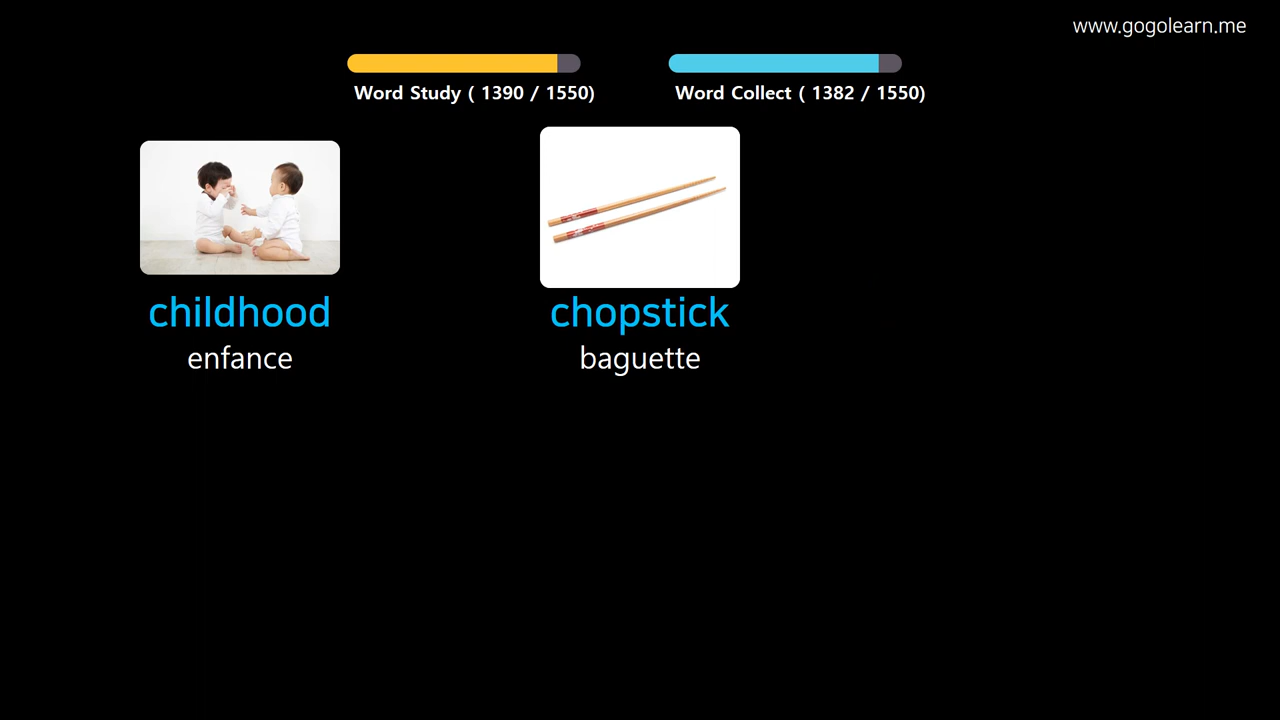 www.gogolearn.me
Word Study ( 1390 / 1550)
Word Collect ( 1382 / 1550)
childhood
enfance
chopstick
baguette